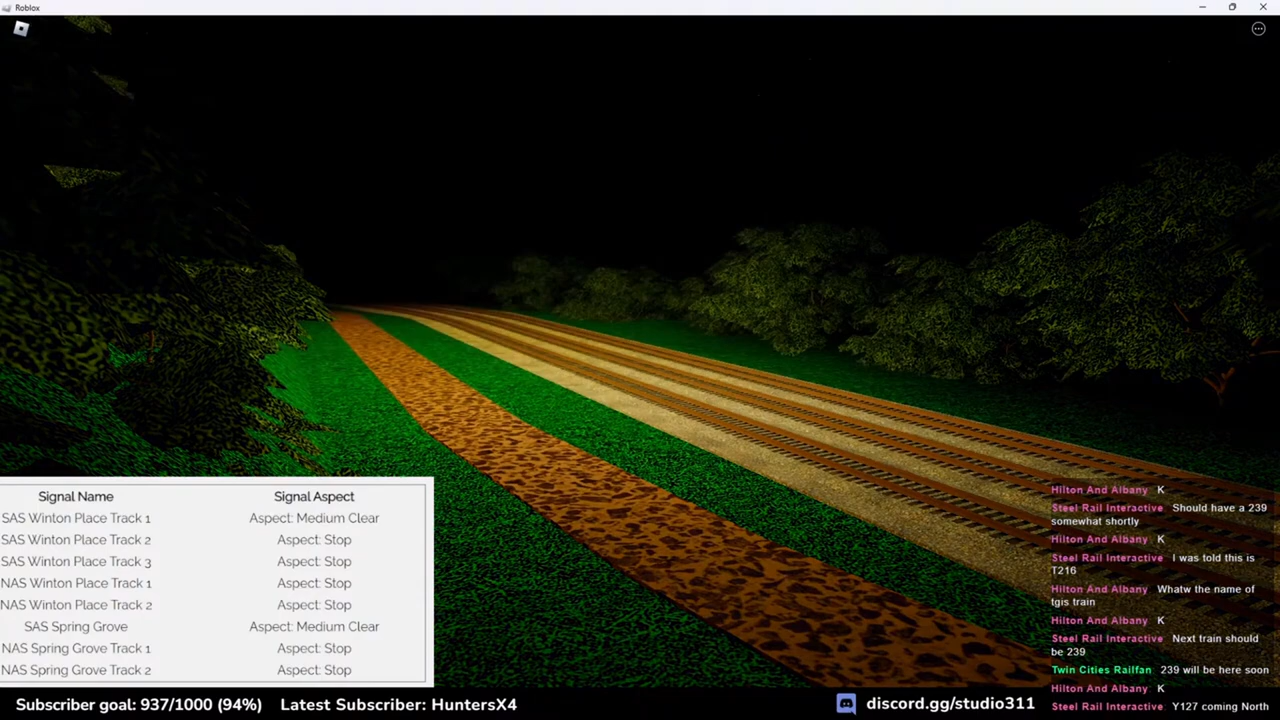 Roblox
Signal Name Signal Aspect
SAS Winton Place Track 1 Aspect: Medium Clear
SAS Winton Place Track 2 Aspect: Stop
SAS Winton Place Track 3 Aspect: Stop
NAS Winton Place Track 1 Aspect: Stop
NAS Winton Place Track 2 Aspect: Stop
SAS Spring Grove Aspect: Medium Clear
NAS Spring Grove Track 1 Aspect: Stop
NAS Spring Grove Track 2 Aspect: Stop
Hilton And Albany K
Steel Rail Interactive Should have a 239
somewhat shortly
Hilton And Albany K
Steel Rail Interactive I was told this is
T216
Hilton And Albany Whatw the name of
tgis train
Hilton And Albany K
Steel Rail Interactive Next train should
be 239
Twin Cities Railfan 239 will be here soon
Hilton And Albany K
Steel Rail Interactive Y127 coming North
Subscriber goal: 937/1000 (94%) Latest Subscriber: HuntersX4
discord.gg/studio311